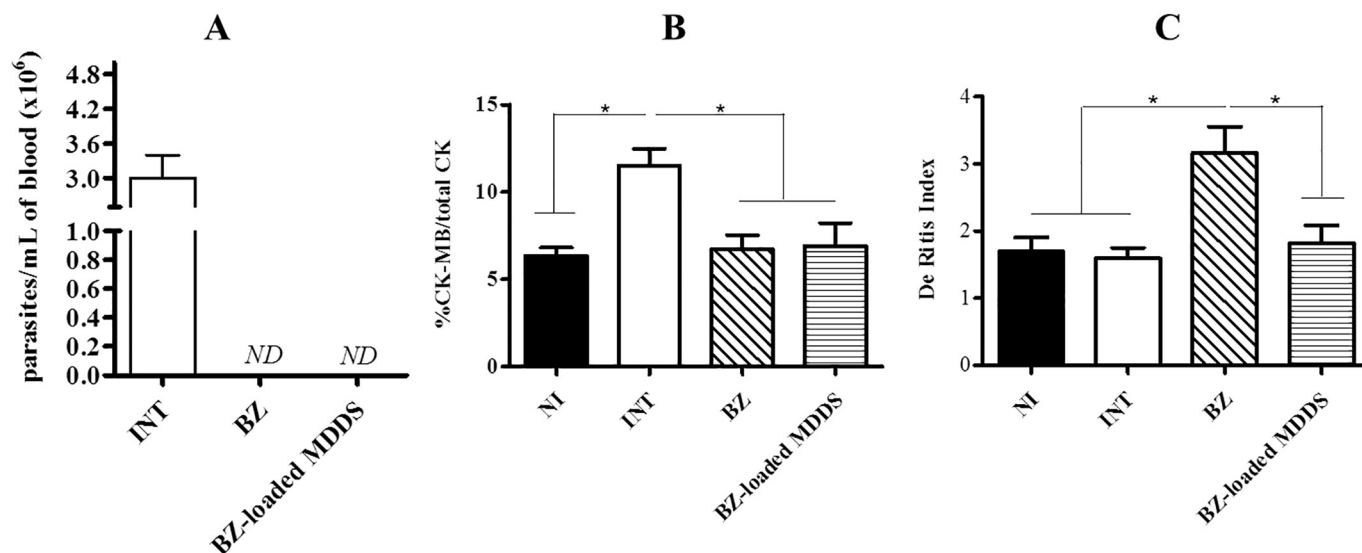 A
parasites/mL of blood (x10⁶)
4.8
4.2
3.6
3.0
1.0
0.8
0.6
0.4
0.2
0.0
ND
ND
INT
BZ
BZ-loaded MDDS
B
%CK-MB/total CK
15
10
5
0
*
*
NI
INT
BZ
BZ-loaded MDDS
C
De Ritis Index
4
3
2
1
0
*
*
NI
INT
BZ
BZ-loaded MDDS